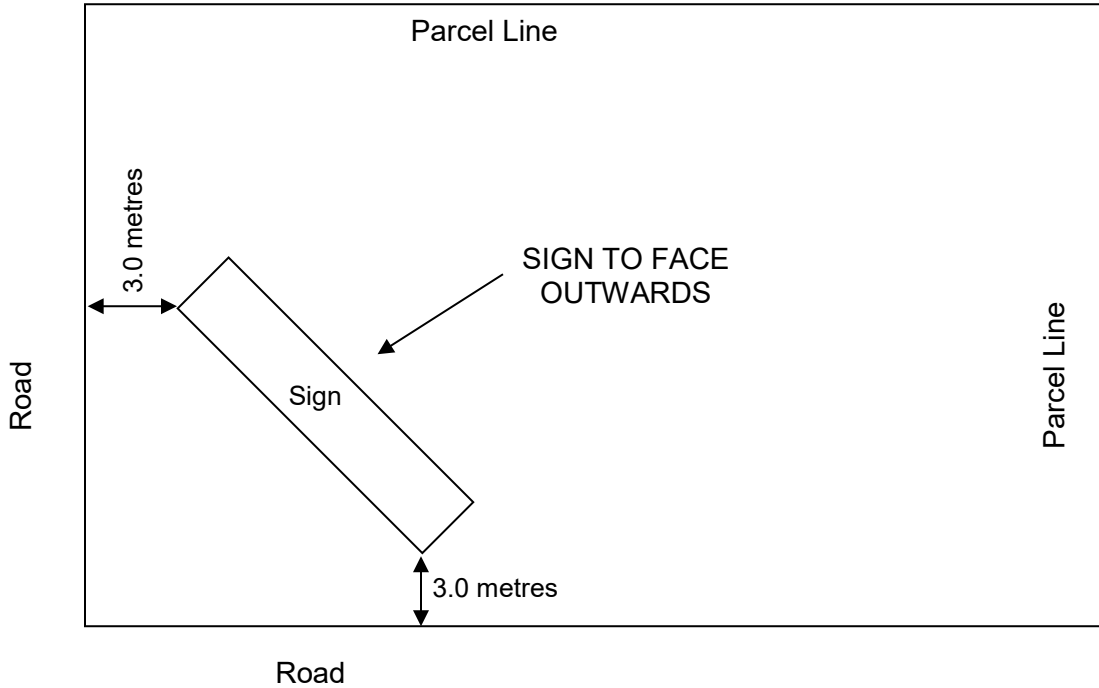 Parcel Line
3.0 metres
SIGN TO FACE
OUTWARDS
Sign
Road
Parcel Line
3.0 metres
Road